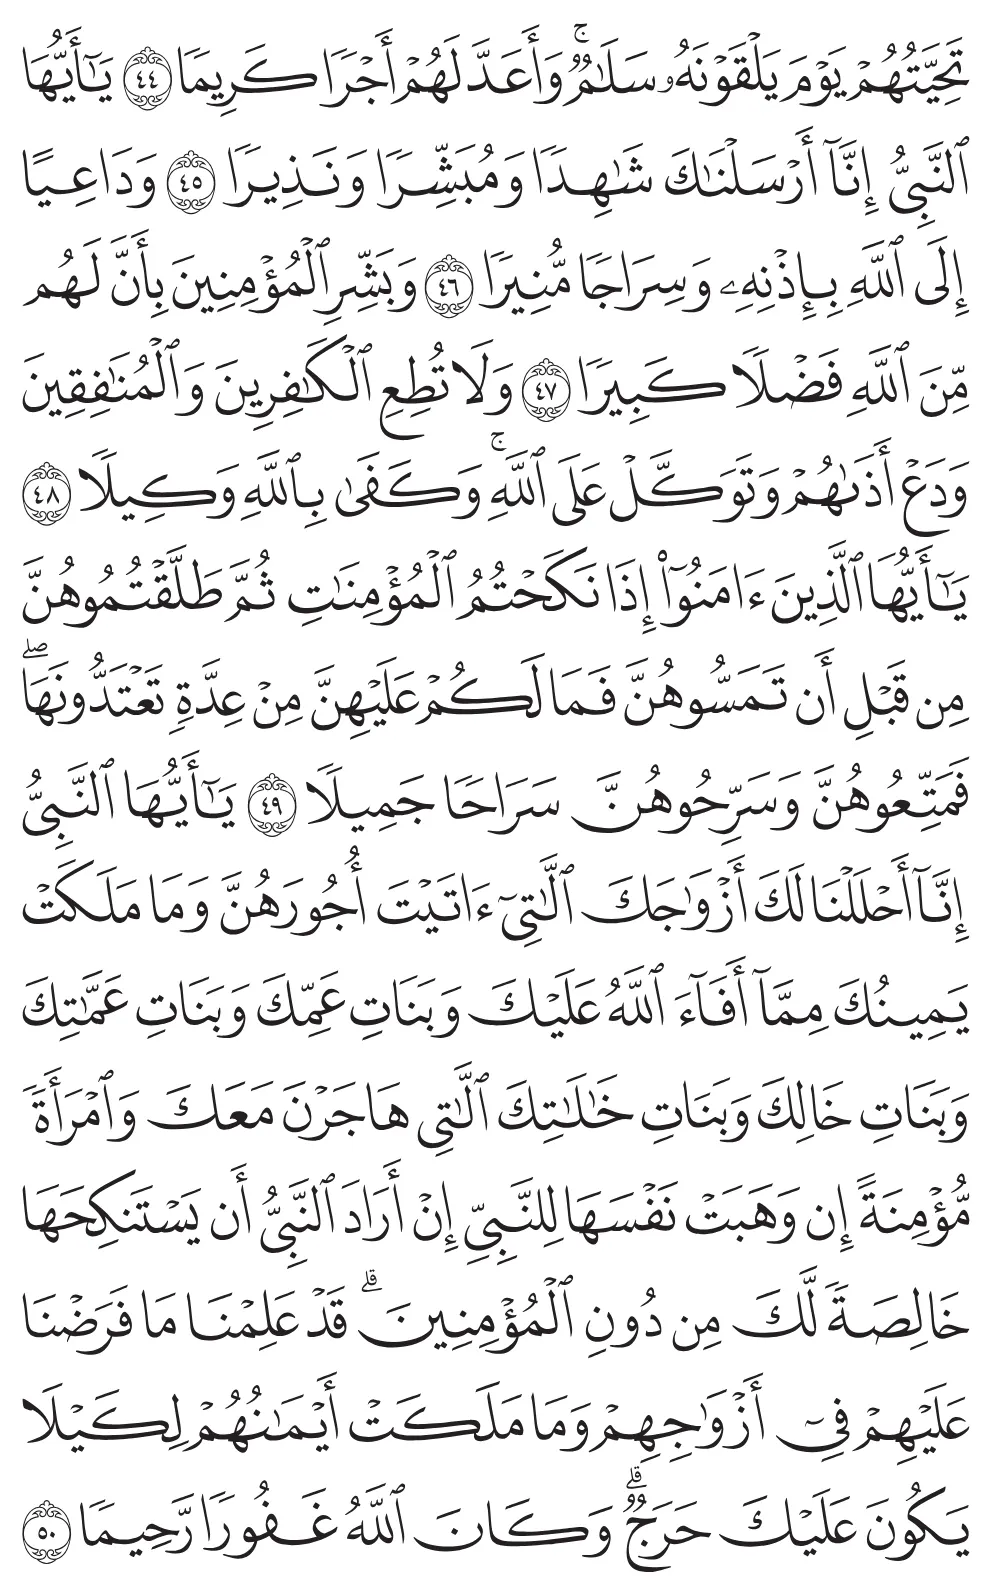 تَحِيَّتُهُمْ يَوْمَ يَلْقَوْنَهُۥ سَلَٰمٌۭ ۚ وَأَعَدَّ لَهُمْ أَجْرًۭا كَرِيمًۭا ٤٤ يَٰٓأَيُّهَا
ٱلنَّبِىُّ إِنَّآ أَرْسَلْنَٰكَ شَٰهِدًۭا وَمُبَشِّرًۭا وَنَذِيرًۭا ٤٥ وَدَاعِيًا
إِلَى ٱللَّهِ بِإِذْنِهِۦ وَسِرَاجًۭا مُّنِيرًۭا ٤٦ وَبَشِّرِ ٱلْمُؤْمِنِينَ بِأَنَّ لَهُم
مِّنَ ٱللَّهِ فَضْلًۭا كَبِيرًۭا ٤٧ وَلَا تُطِعِ ٱلْكَٰفِرِينَ وَٱلْمُنَٰفِقِينَ
وَدَعْ أَذَىٰهُمْ وَتَوَكَّلْ عَلَى ٱللَّهِ ۚ وَكَفَىٰ بِٱللَّهِ وَكِيلًۭا ٤٨
يَٰٓأَيُّهَا ٱلَّذِينَ ءَامَنُوٓا۟ إِذَا نَكَحْتُمُ ٱلْمُؤْمِنَٰتِ ثُمَّ طَلَّقْتُمُوهُنَّ
مِن قَبْلِ أَن تَمَسُّوهُنَّ فَمَا لَكُمْ عَلَيْهِنَّ مِنْ عِدَّةٍۢ تَعْتَدُّونَهَا ۖ
فَمَتِّعُوهُنَّ وَسَرِّحُوهُنَّ سَرَاحًۭا جَمِيلًۭا ٤٩ يَٰٓأَيُّهَا ٱلنَّبِىُّ
إِنَّآ أَحْلَلْنَا لَكَ أَزْوَٰجَكَ ٱلَّٰتِىٓ ءَاتَيْتَ أُجُورَهُنَّ وَمَا مَلَكَتْ
يَمِينُكَ مِمَّآ أَفَآءَ ٱللَّهُ عَلَيْكَ وَبَنَاتِ عَمِّكَ وَبَنَاتِ عَمَّٰتِكَ
وَبَنَاتِ خَالِكَ وَبَنَاتِ خَٰلَٰتِكَ ٱلَّٰتِى هَاجَرْنَ مَعَكَ وَٱمْرَأَةًۭ
مُّؤْمِنَةً إِن وَهَبَتْ نَفْسَهَا لِلنَّبِىِّ إِنْ أَرَادَ ٱلنَّبِىُّ أَن يَسْتَنكِحَهَا
خَالِصَةًۭ لَّكَ مِن دُونِ ٱلْمُؤْمِنِينَ ۗ قَدْ عَلِمْنَا مَا فَرَضْنَا
عَلَيْهِمْ فِىٓ أَزْوَٰجِهِمْ وَمَا مَلَكَتْ أَيْمَٰنُهُمْ لِكَيْلَا
يَكُونَ عَلَيْكَ حَرَجٌۭ ۗ وَكَانَ ٱللَّهُ غَفُورًۭا رَّحِيمًۭا ٥٠